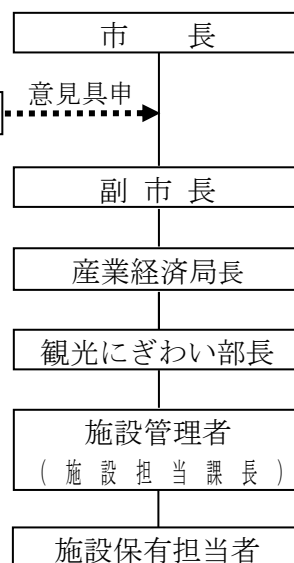 市　長
意見具申
副 市 長
産業経済局長
観光にぎわい部長
施設管理者
( 施 設 担 当 課 長 )
施設保有担当者